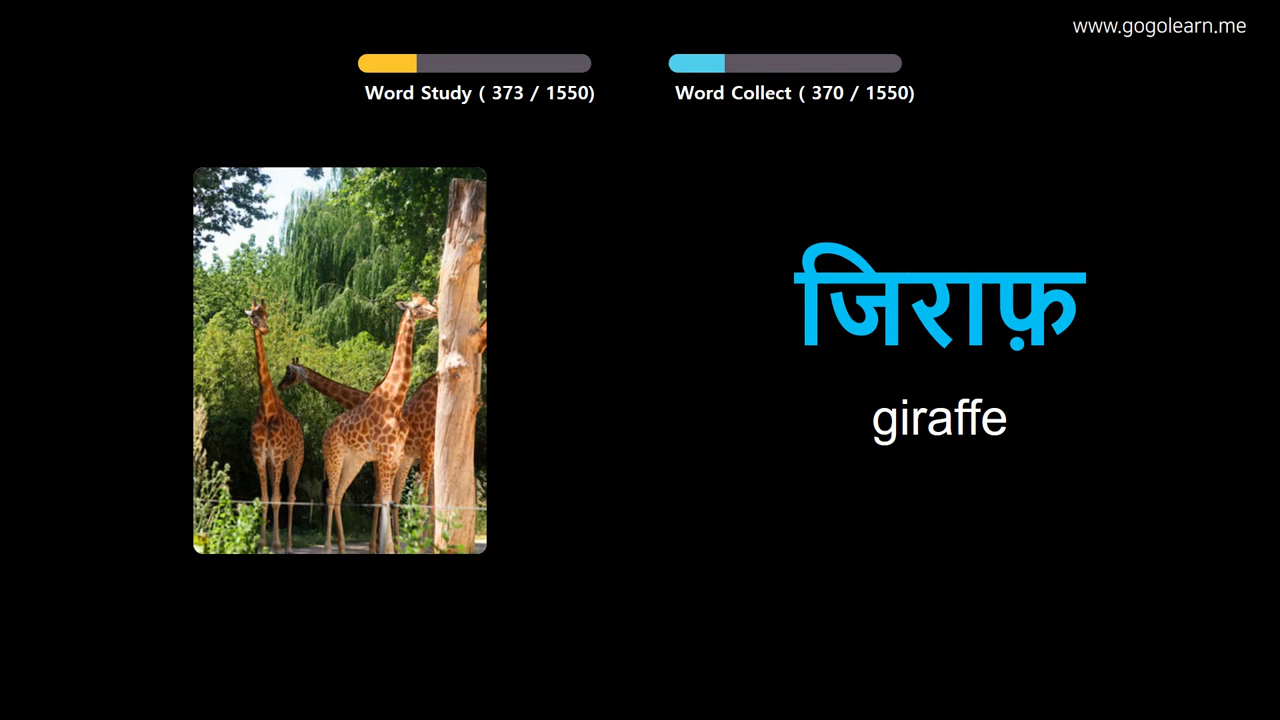 www.gogolearn.me
Word Study ( 373 / 1550)
Word Collect ( 370 / 1550)
जिराफ़
giraffe